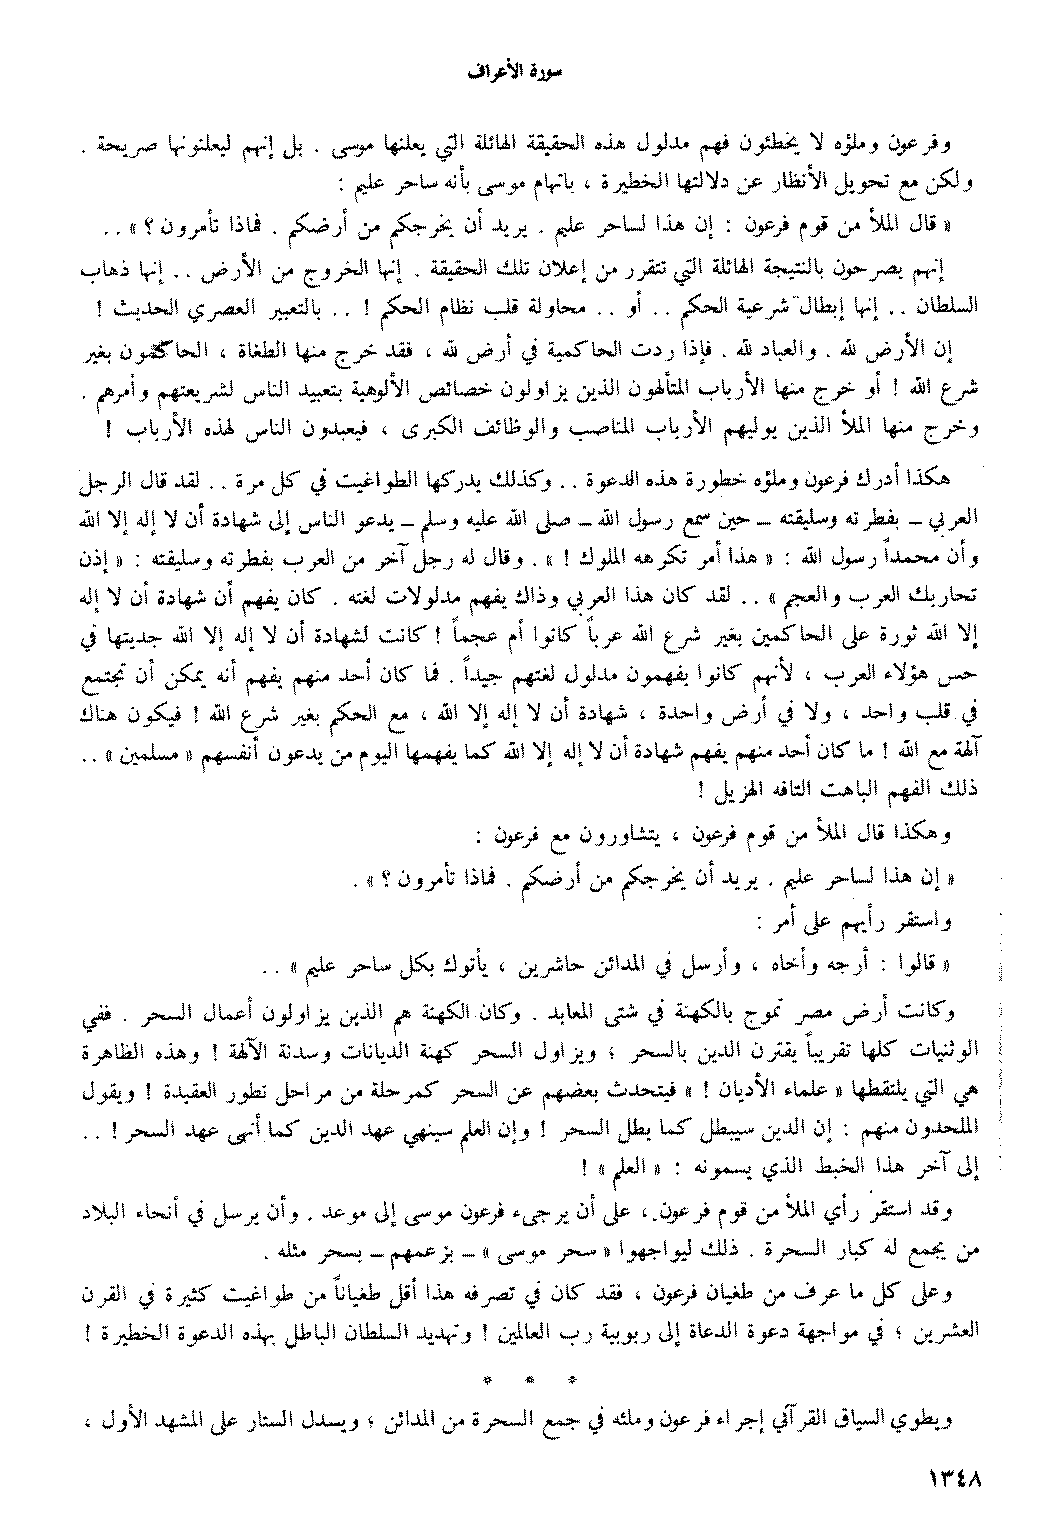 سورة الأعراف
وفرعون وملؤه لا يخطئون فهم مدلول هذه الحقيقة الهائلة التي يعلنها موسى . بل إنهم ليعلنونها صريحة .
ولكن مع تحويل الأنظار عن دلالتها الخطيرة ، باتهام موسى بأنه ساحر عليم :
« قال الملأ من قوم فرعون : إن هذا لساحر عليم . يريد أن يخرجكم من أرضكم . فماذا تأمرون ؟ » ..
إنهم يصرحون بالنتيجة الهائلة التي تتقرر من إعلان تلك الحقيقة . إنها الخروج من الأرض .. إنها ذهاب
السلطان .. إنها إبطال شرعية الحكم .. أو .. محاولة قلب نظام الحكم ! .. بالتعبير العصري الحديث !
إن الأرض لله . والعباد لله . فإذا ردت الحاكمية في أرض لله ، فقد خرج منها الطغاة ، الحاكمون بغير
شرع الله ! أو خرج منها الأرباب المتألهون الذين يزاولون خصائص الألوهية بتعبيد الناس لشريعتهم وأمرهم .
وخرج منها الملأ الذين يوليهم الأرباب المناصب والوظائف الكبرى ، فيعبدون الناس لهذه الأرباب !
هكذا أدرك فرعون وملؤه خطورة هذه الدعوة .. وكذلك يدركها الطواغيت في كل مرة .. لقد قال الرجل
العربي – بفطرته وسليقته – حين سمع رسول الله – صلى الله عليه وسلم – يدعو الناس إلى شهادة أن لا إله إلا الله
وأن محمداً رسول الله : « هذا أمر تكرهه الملوك ! » . وقال له رجل آخر من العرب بفطرته وسليقته : « إذن
تحاربك العرب والعجم » .. لقد كان هذا العربي وذاك يفهم مدلولات لغته . كان يفهم أن شهادة أن لا إله
إلا الله ثورة على الحاكمين بغير شرع الله عرباً كانوا أم عجماً ! كانت لشهادة أن لا إله إلا الله جديتها في
حس هؤلاء العرب ، لأنهم كانوا يفهمون مدلول لغتهم جيداً . فما كان أحد منهم يفهم أنه يمكن أن تجتمع
في قلب واحد ، ولا في أرض واحدة ، شهادة أن لا إله إلا الله ، مع الحكم بغير شرع الله ! فيكون هناك
آلهة مع الله ! ما كان أحد منهم يفهم شهادة أن لا إله إلا الله كما يفهمها اليوم من يدعون أنفسهم « مسلمين » ..
ذلك الفهم الباهت التافه الهزيل !
وهكذا قال الملأ من قوم فرعون ، يتشاورون مع فرعون :
« إن هذا لساحر عليم . يريد أن يخرجكم من أرضكم . فماذا تأمرون ؟ » .
واستقر رأيهم على أمر :
« قالوا : أرجه وأخاه ، وأرسل في المدائن حاشرين ، يأتوك بكل ساحر عليم » ..
وكانت أرض مصر تموج بالكهنة في شتى المعابد . وكان الكهنة هم الذين يزاولون أعمال السحر . ففي
الوثنيات كلها تقريباً يقترن الدين بالسحر ؛ ويزاول السحر كهنة الديانات وسدنة الآلهة ! وهذه الظاهرة
هي التي يلتقطها « علماء الأديان ! » فيتحدث بعضهم عن السحر كمرحلة من مراحل تطور العقيدة ! ويقول
الملحدون منهم : إن الدين سيبطل كما بطل السحر ! وإن العلم سينهي عهد الدين كما أنهى عهد السحر ! ..
إلى آخر هذا الخبط الذي يسمونه : « العلم » !
وقد استقر رأي الملأ من قوم فرعون ، على أن يرجىء فرعون موسى إلى موعد . وأن يرسل في أنحاء البلاد
من يجمع له كبار السحرة . ذلك ليواجهوا « سحر موسى » – بزعمهم – بسحر مثله .
وعلى كل ما عرف من طغيان فرعون ، فقد كان في تصرفه هذا أقل طغياناً من طواغيت كثيرة في القرن
العشرين ؛ في مواجهة دعوة الدعاة إلى ربوبية رب العالمين ! وتهديد السلطان الباطل بهذه الدعوة الخطيرة !
* * *
ويطوي السياق القرآني إجراء فرعون وملئه في جمع السحرة من المدائن ؛ ويسدل الستار على المشهد الأول ،
١٣٤٨